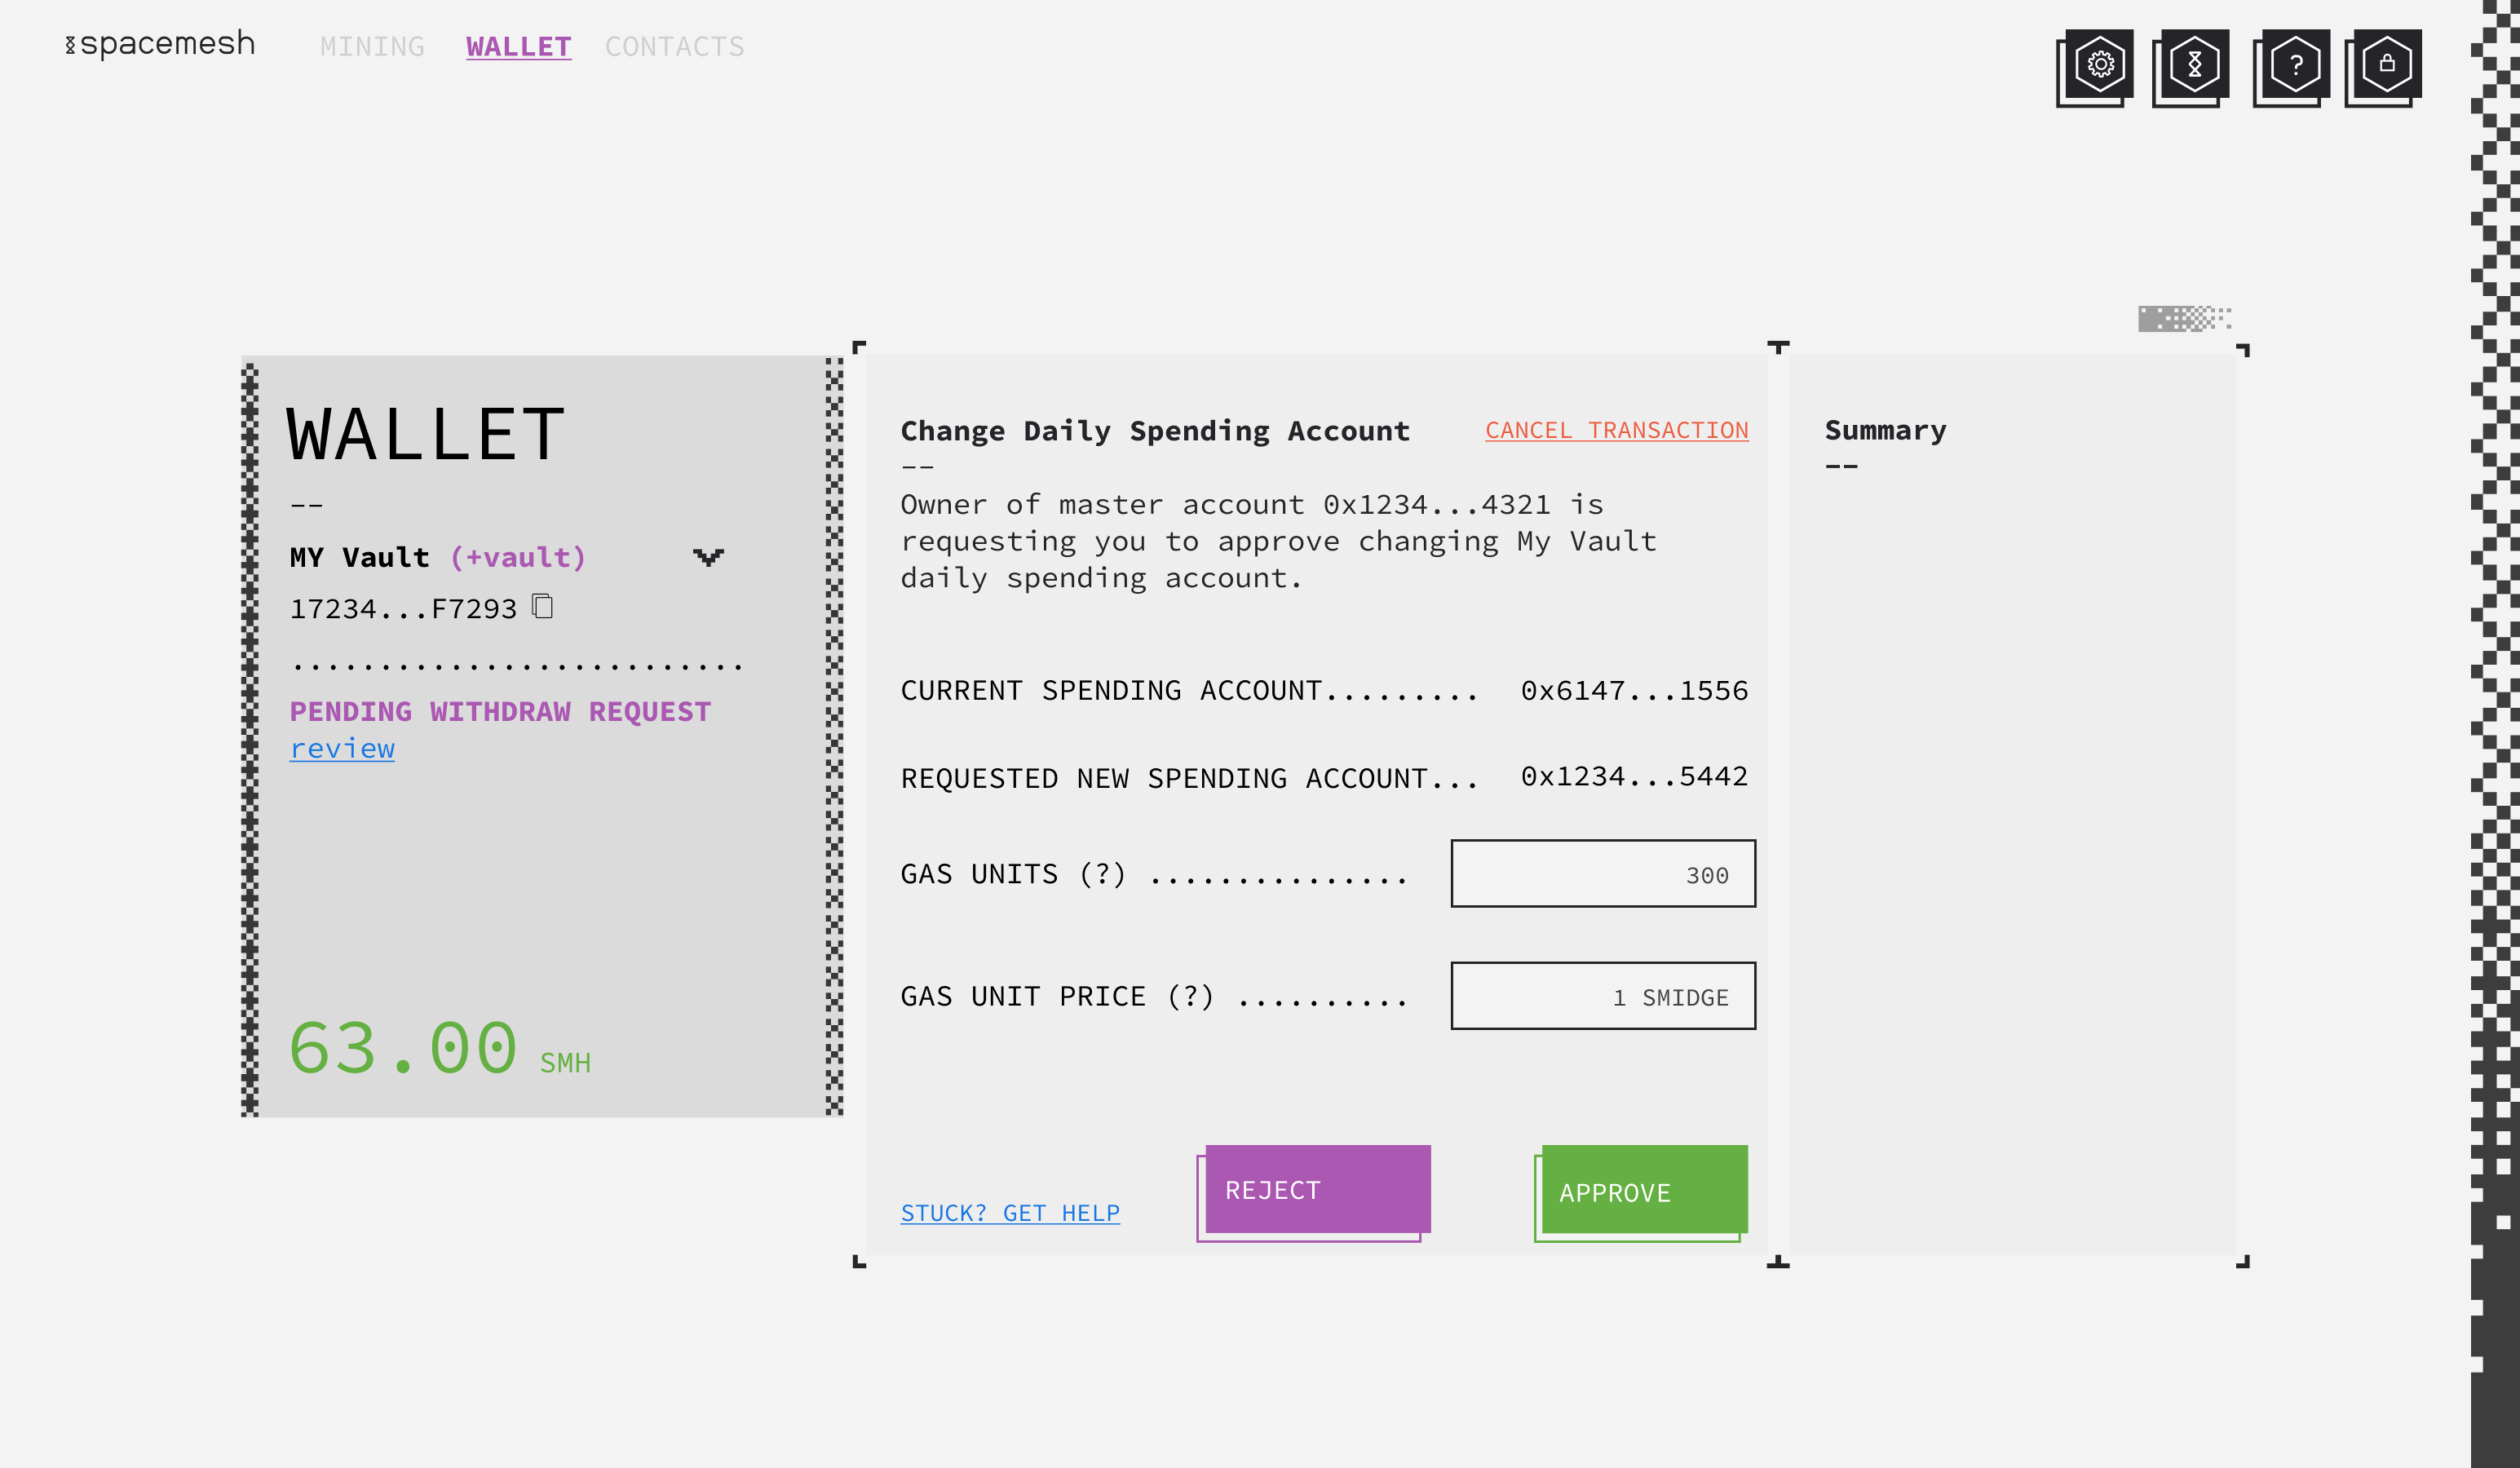 spacemesh
MINING WALLET CONTACTS
?
WALLET
--
MY Vault (+vault)
17234...F7293
..........................
PENDING WITHDRAW REQUEST
review
63.00 SMH
Change Daily Spending Account
CANCEL TRANSACTION
--
Owner of master account 0x1234...4321 is
requesting you to approve changing My Vault
daily spending account.
CURRENT SPENDING ACCOUNT......... 0x6147...1556
REQUESTED NEW SPENDING ACCOUNT... 0x1234...5442
GAS UNITS (?) ............... 300
GAS UNIT PRICE (?) .......... 1 SMIDGE
STUCK? GET HELP
REJECT
APPROVE
Summary
--